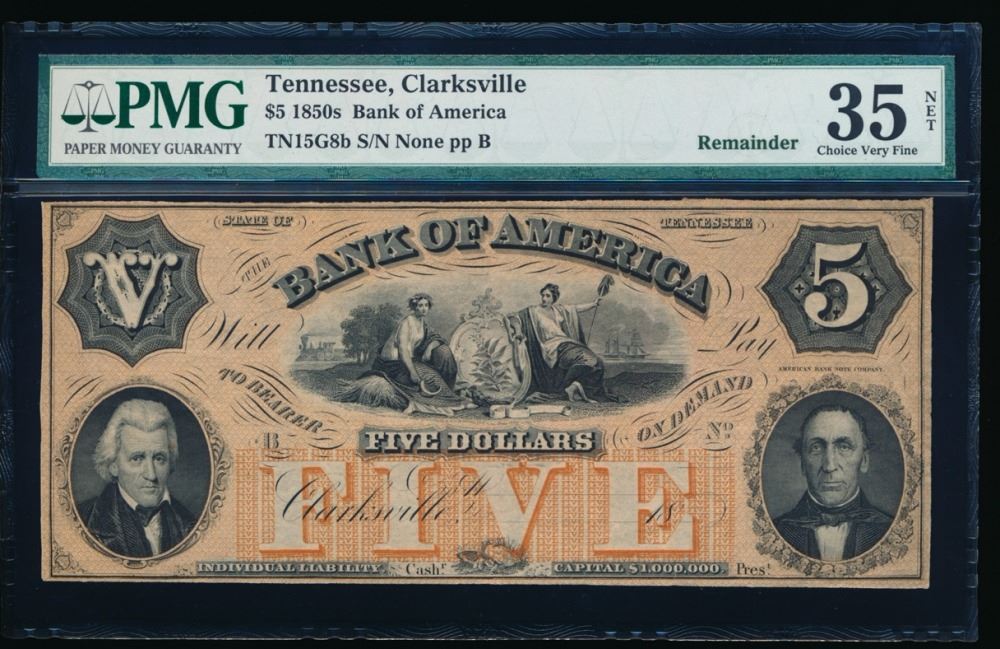 PMG
PAPER MONEY GUARANTY
Tennessee, Clarksville
$5 1850s Bank of America
TN15G8b S/N None pp B
Remainder
35
NET
Choice Very Fine
STATE OF TENNESSEE
THE
BANK OF AMERICA
V
5
Will Pay
AMERICAN BANK NOTE COMPANY.
TO BEARER ON DEMAND
B FIVE DOLLARS No.
FIVE
Clarksville, 18
INDIVIDUAL LIABILITY Cashr. CAPITAL $1,000,000. Prest.